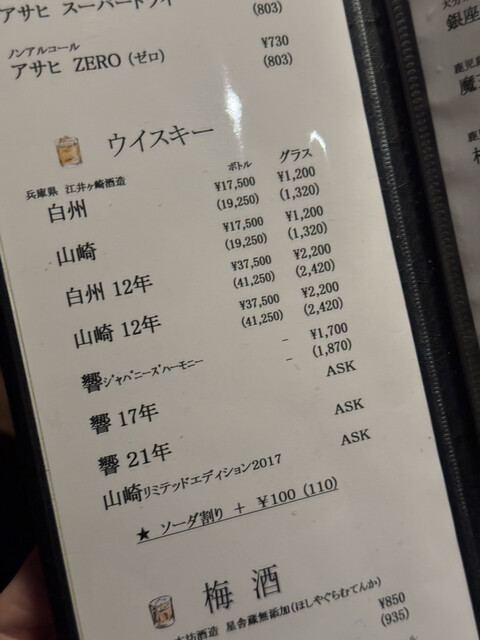 アサヒ スーパードライ
(803)
ノンアルコール
アサヒ ZERO (ゼロ) ¥730
(803)
ウイスキー
兵庫県 江井ヶ嶋酒造 ボトル グラス
白州 ¥17,500 ¥1,200
(19,250) (1,320)
山崎 ¥17,500 ¥1,200
(19,250) (1,320)
白州 12年 ¥37,500 ¥2,200
(41,250) (2,420)
山崎 12年 ¥37,500 ¥2,200
(41,250) (2,420)
響ジャパニーズハーモニー – ¥1,700
– (1,870)
響 17年 ASK
響 21年 ASK
山崎リミテッドエディション2017 ASK
★ ソーダ割り + ¥100 (110)
梅酒
酒造 星舎蔵無添加(ほしやぐらむてんか)
¥850
(935)
銀座
鹿児島
魔